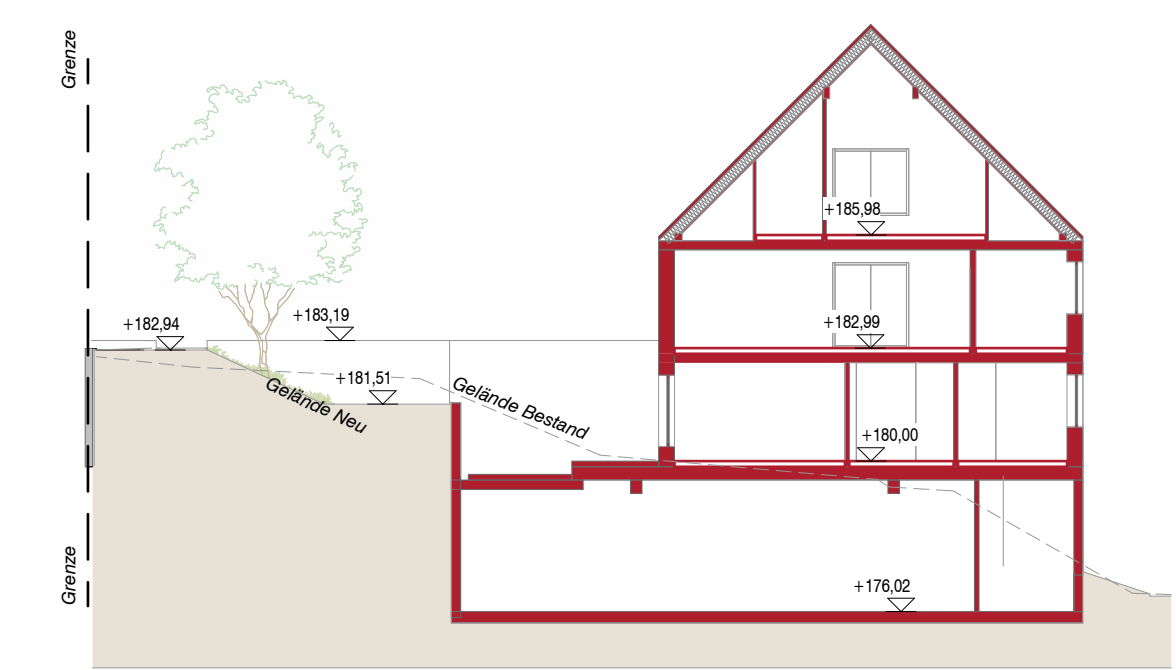 Grenze
+185,98
+182,94
+183,19
+182,99
+181,51
Gelände Neu
Gelände Bestand
+180,00
Grenze
+176,02